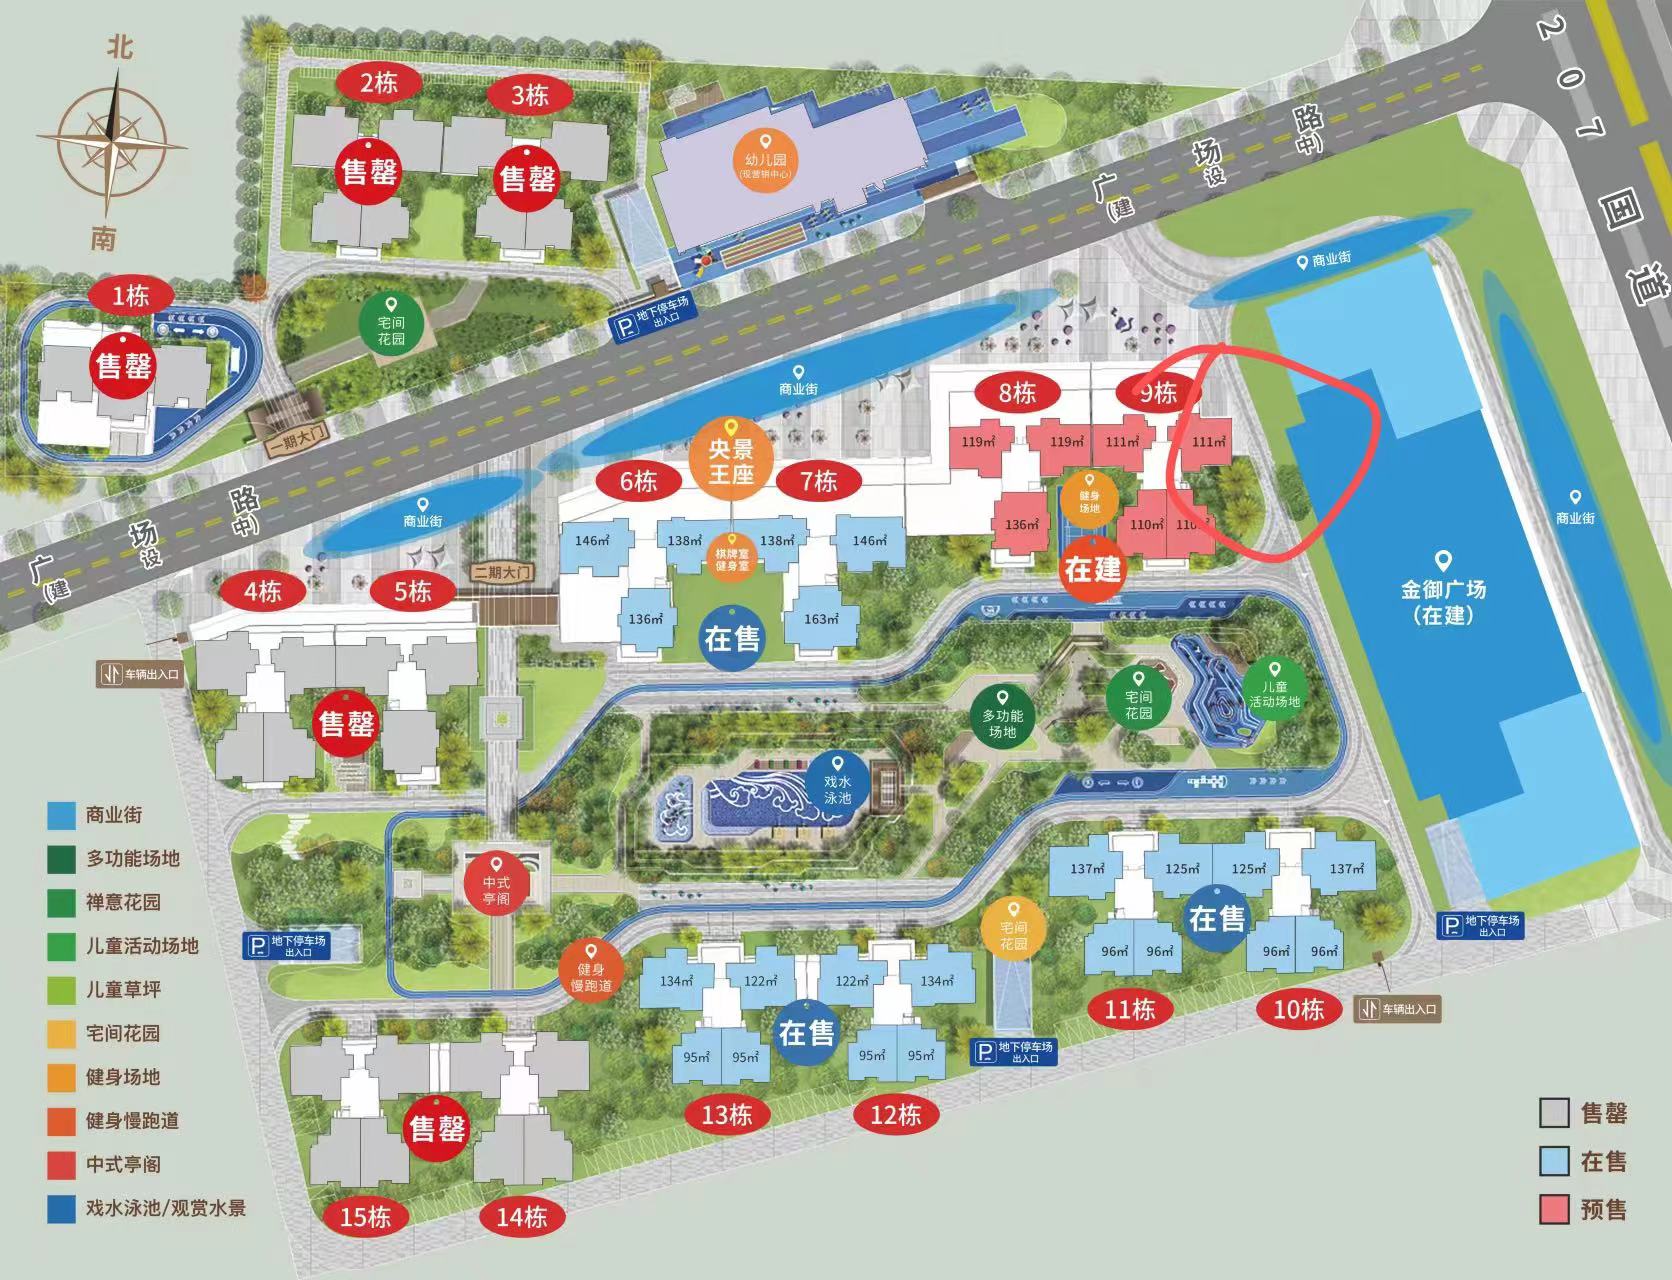 北
南
2栋
3栋
售罄
售罄
幼儿园
(现营销中心)
1栋
售罄
宅间
花园
P 地下停车场
出入口
一期大门
广场路
(建设中)
广场路
(建设中)
207国道
商业街
商业街
商业街
商业街
央景
王座
6栋
7栋
8栋
9栋
119㎡
119㎡
111㎡
111㎡
136㎡
110㎡
110㎡
健身
场地
在建
146㎡
138㎡
138㎡
146㎡
棋牌室
健身室
136㎡
163㎡
在售
二期大门
4栋
5栋
售罄
车辆出入口
金御广场
(在建)
多功能
场地
宅间
花园
儿童
活动场地
戏水
泳池
中式
亭阁
健身
慢跑道
宅间
花园
P 地下停车场
出入口
137㎡
125㎡
125㎡
137㎡
96㎡
96㎡
96㎡
96㎡
在售
11栋
10栋
P 地下停车场
出入口
车辆出入口
134㎡
122㎡
122㎡
134㎡
95㎡
95㎡
95㎡
95㎡
在售
13栋
12栋
P 地下停车场
出入口
售罄
15栋
14栋
商业街
多功能场地
禅意花园
儿童活动场地
儿童草坪
宅间花园
健身场地
健身慢跑道
中式亭阁
戏水泳池/观赏水景
售罄
在售
预售